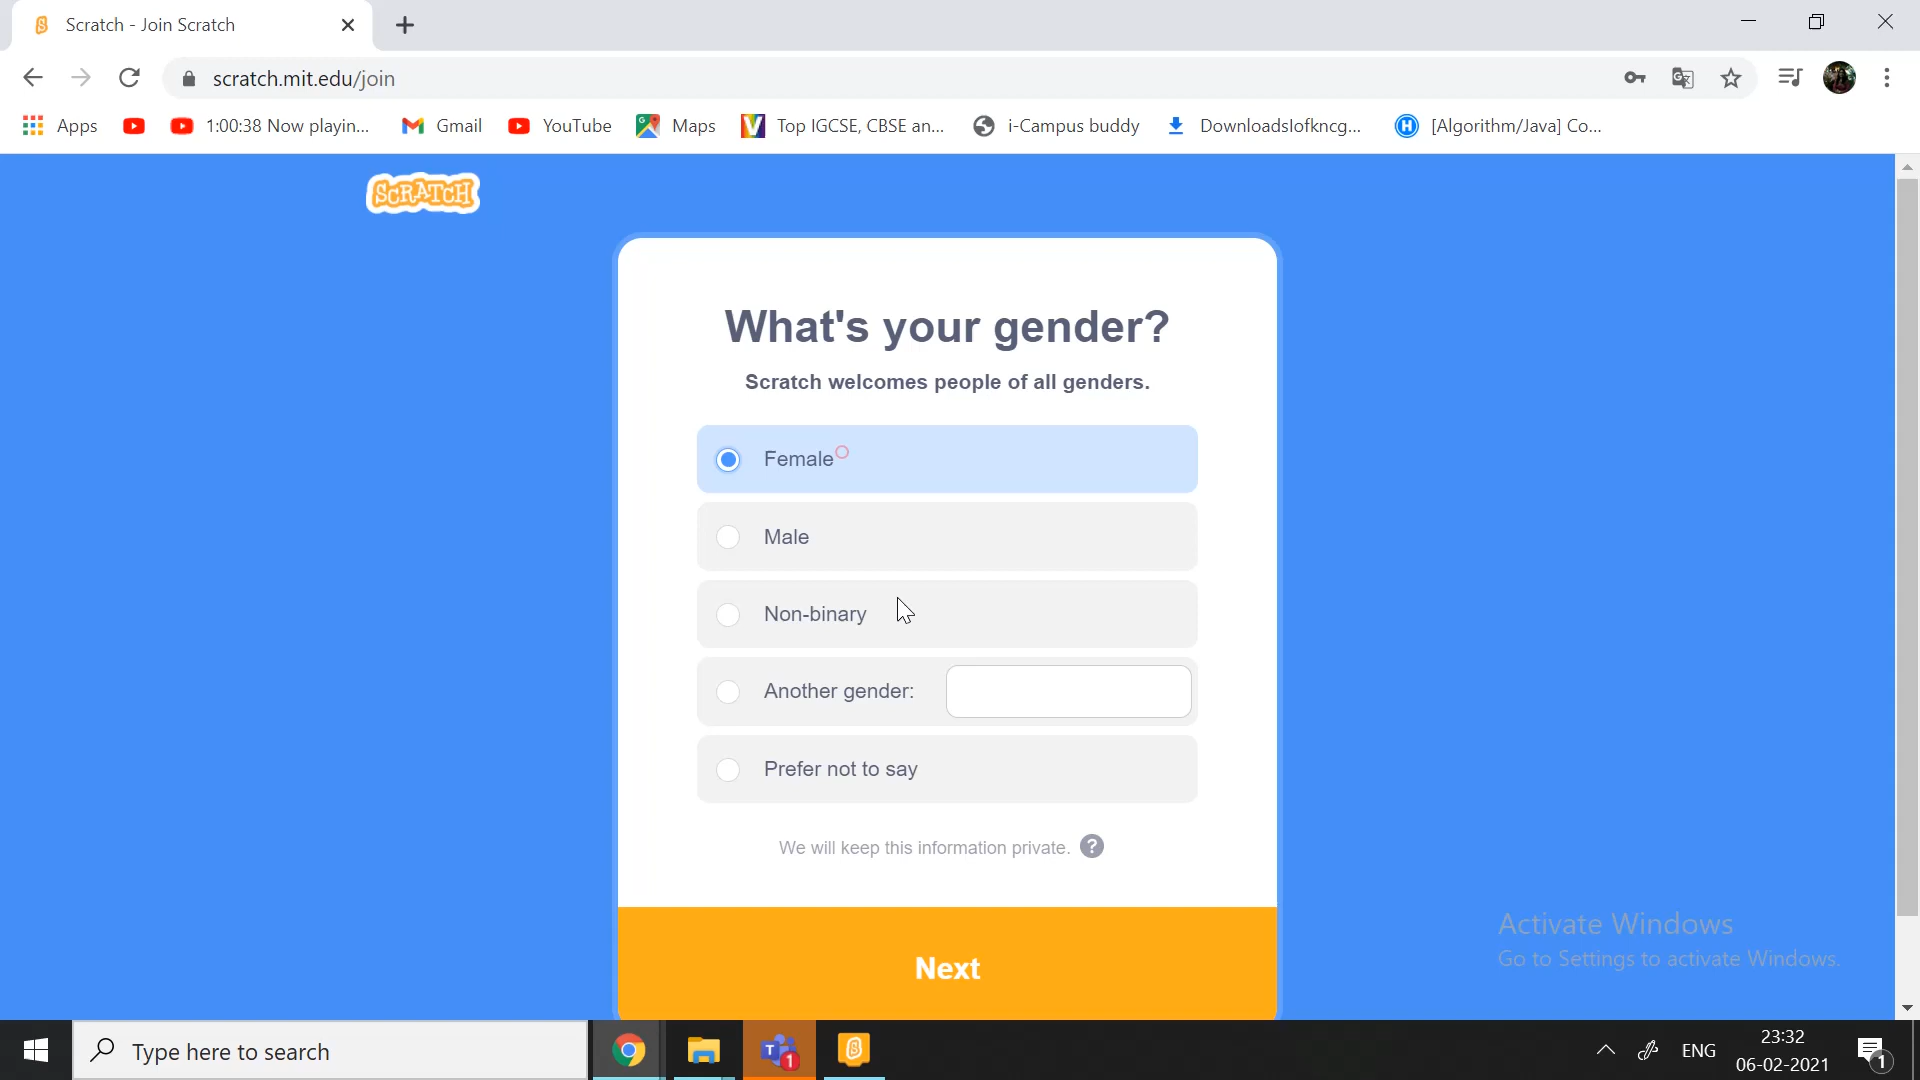 Scratch - Join Scratch
scratch.mit.edu/join
Apps 1:00:38 Now playin... Gmail YouTube Maps Top IGCSE, CBSE an... i-Campus buddy Downloadslofkncg... [Algorithm/Java] Co...
SCRATCH
What's your gender?
Scratch welcomes people of all genders.
Female
Male
Non-binary
Another gender:
Prefer not to say
We will keep this information private. ?
Next
Activate Windows
Go to Settings to activate Windows.
Type here to search
1
ENG
23:32
06-02-2021
1